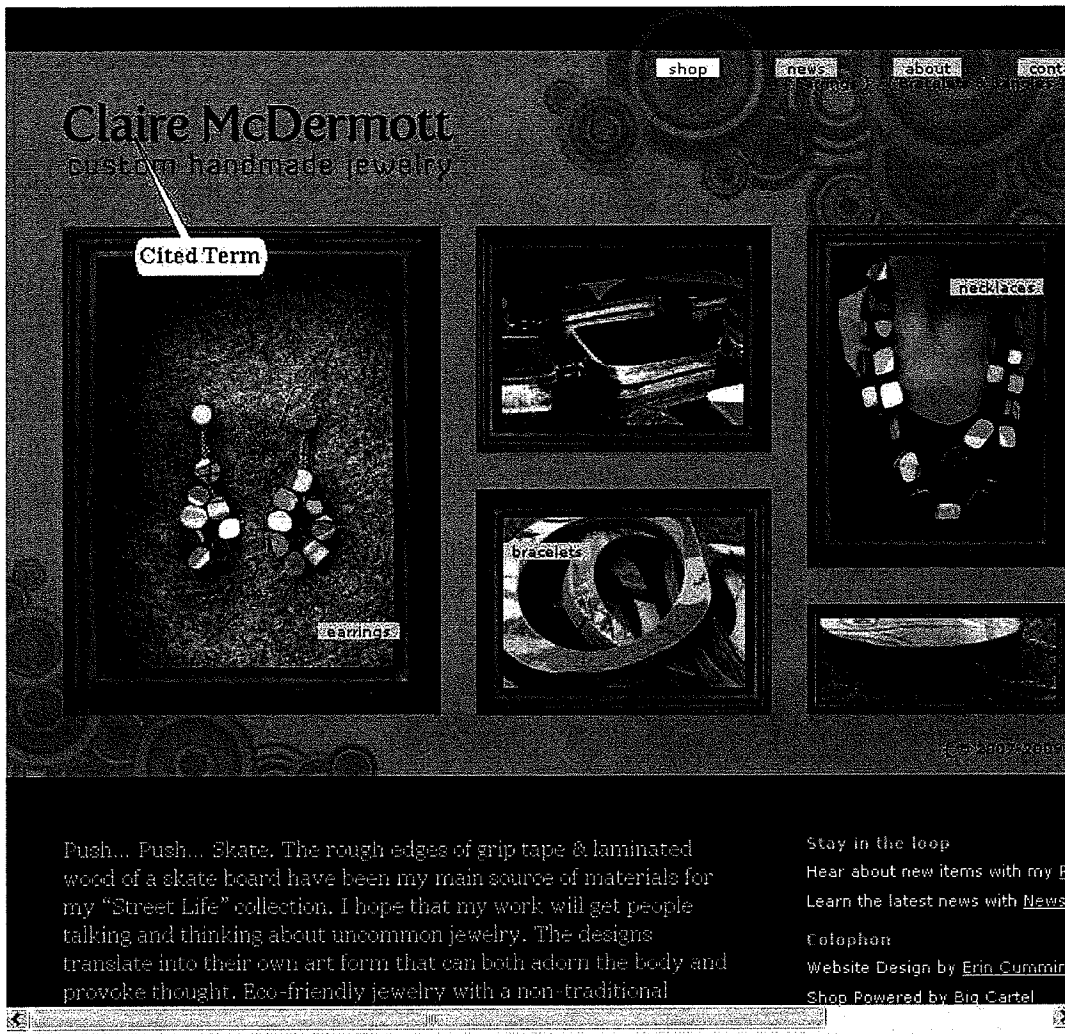 shop
news
about
Claire McDermott
custom handmade jewelry
Cited Term
necklaces
bracelets
earrings
Push... Push... Skate. The rough edges of grip tape & laminated
wood of a skate board have been my main source of materials for
my “Street Life” collection. I hope that my work will get people
talking and thinking about uncommon jewelry. The designs
translate into their own art form that can both adorn the body and
provoke thought. Eco-friendly jewelry with a non-traditional
Stay in the loop
Hear about new items with my
Learn the latest news with News
Colophon
Website Design by Erin Cummin
Shop Powered by Big Cartel